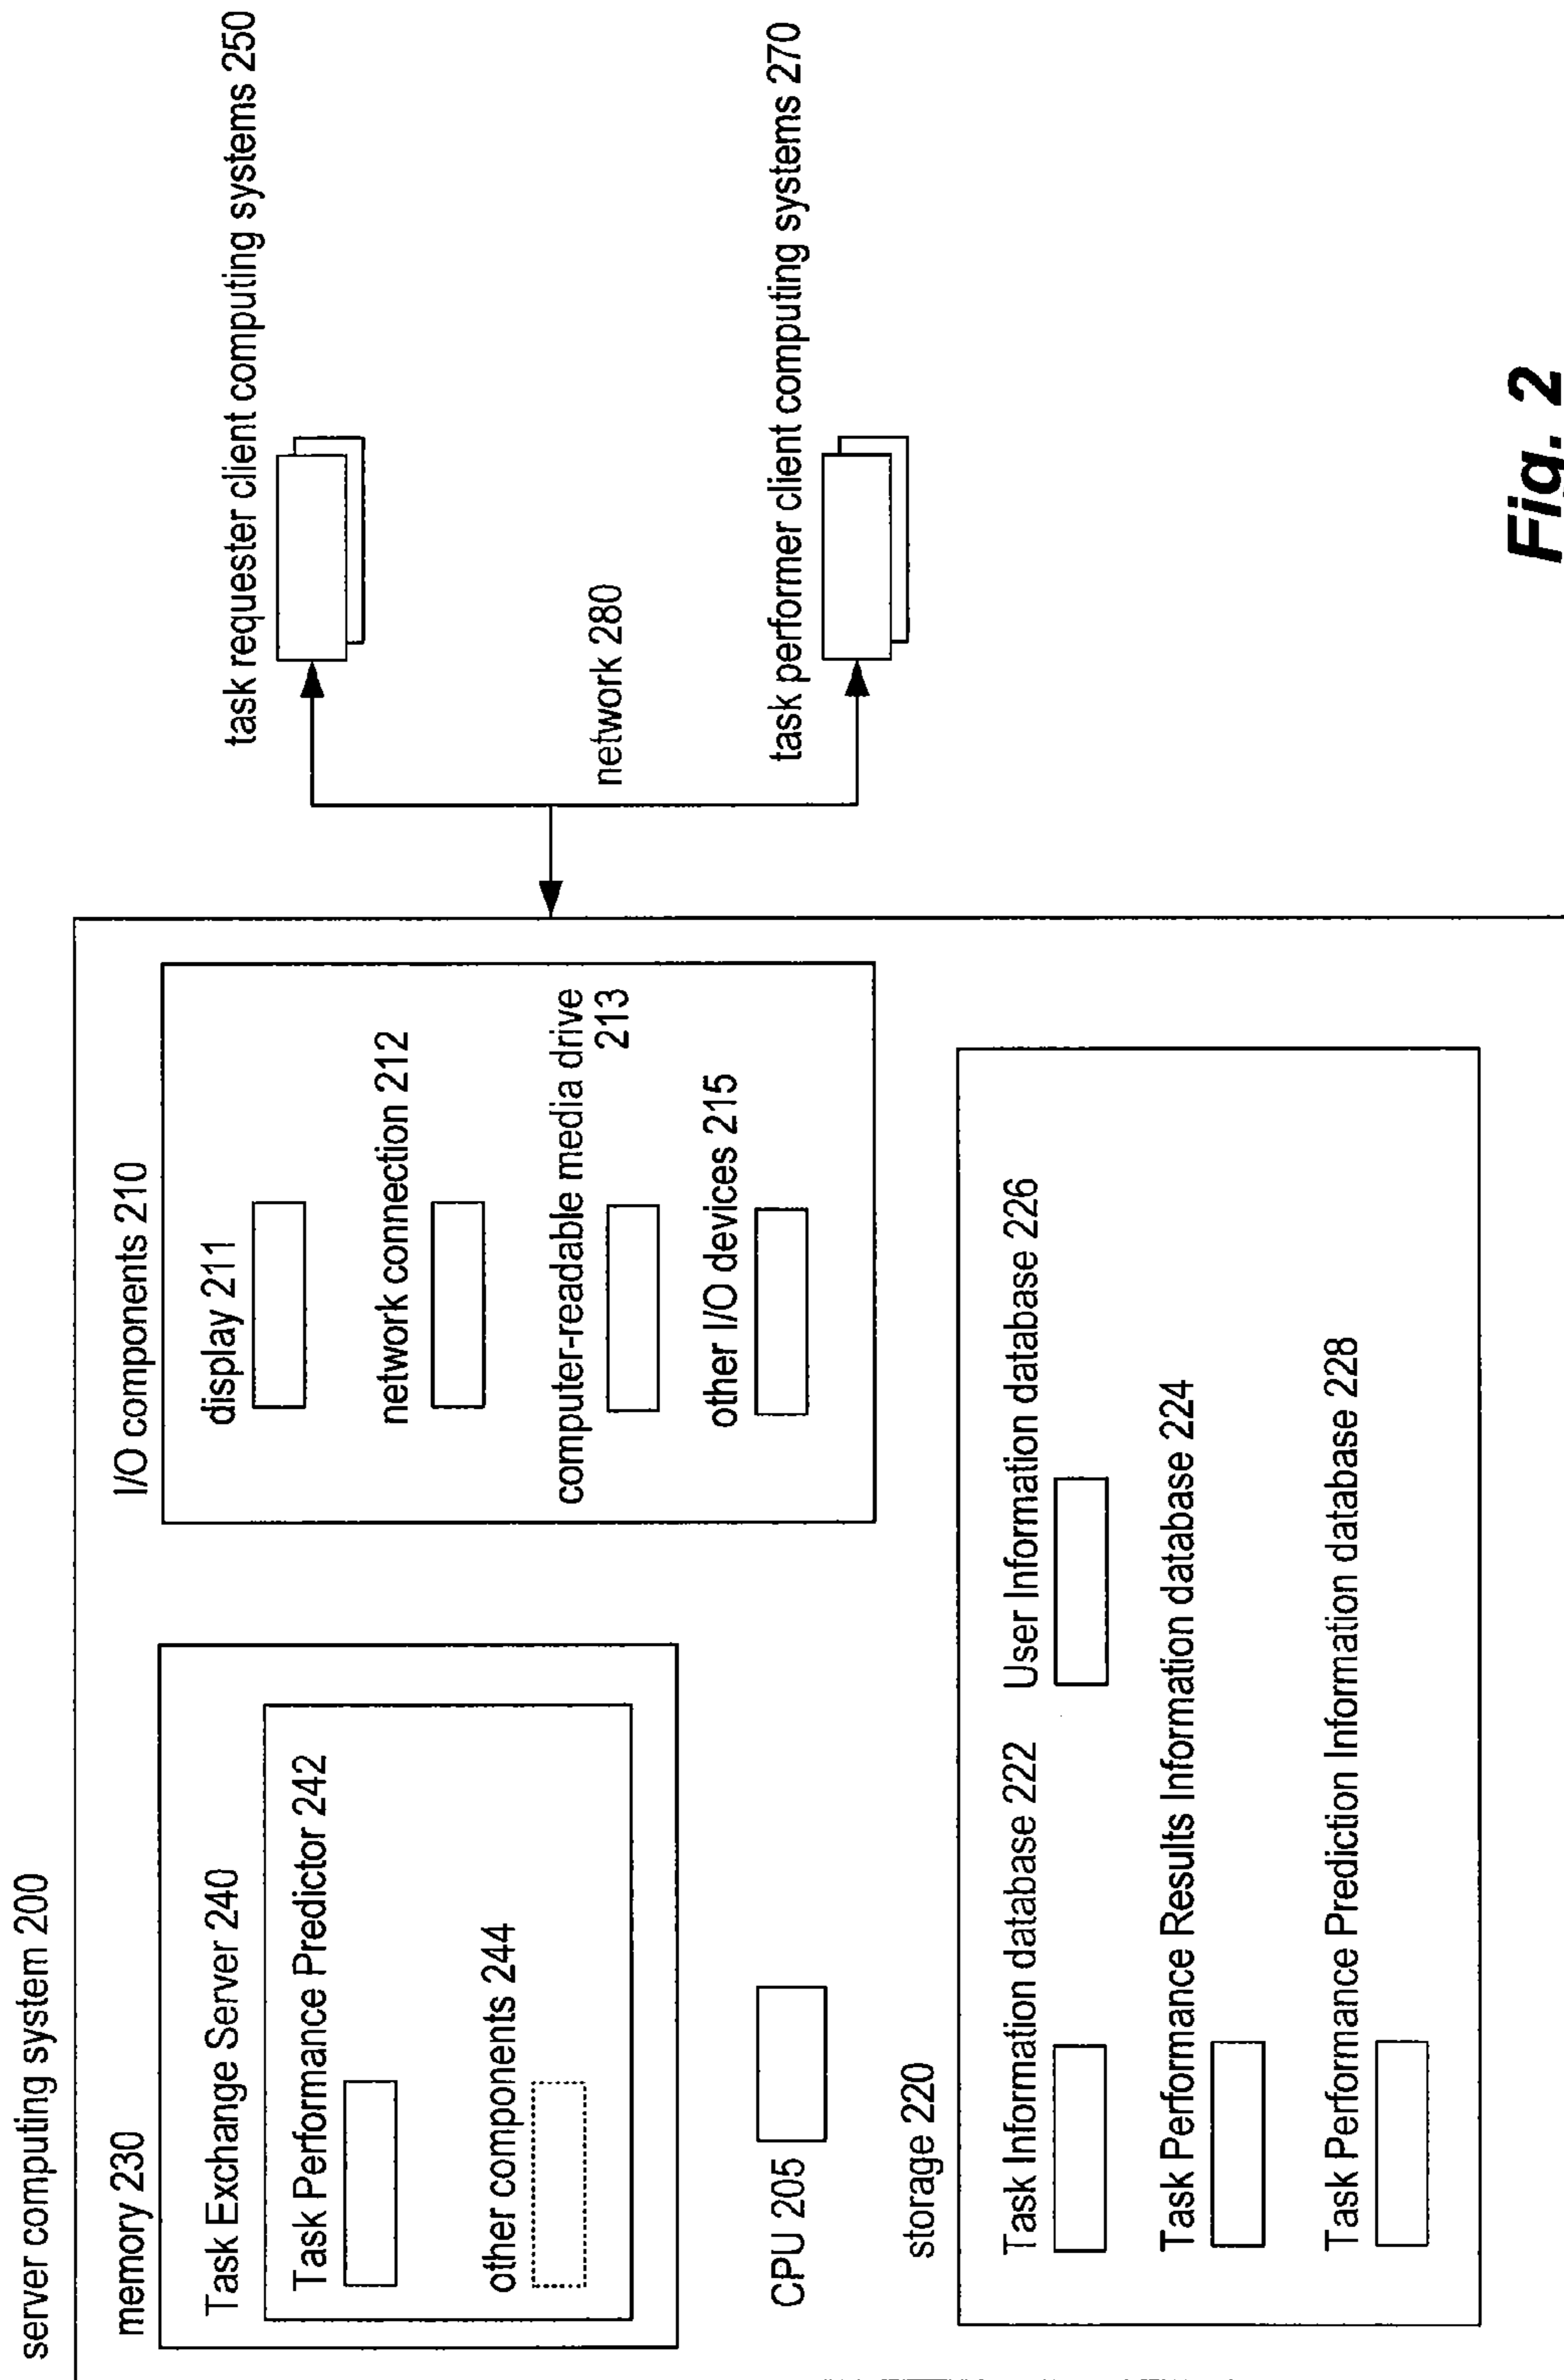 server computing system 200
memory 230
Task Exchange Server 240
Task Performance Predictor 242
other components 244
CPU 205
I/O components 210
display 211
network connection 212
computer-readable media drive
213
other I/O devices 215
storage 220
Task Information database 222
User Information database 226
Task Performance Results Information database 224
Task Performance Prediction Information database 228
task requester client computing systems 250
network 280
task performer client computing systems 270
Fig. 2